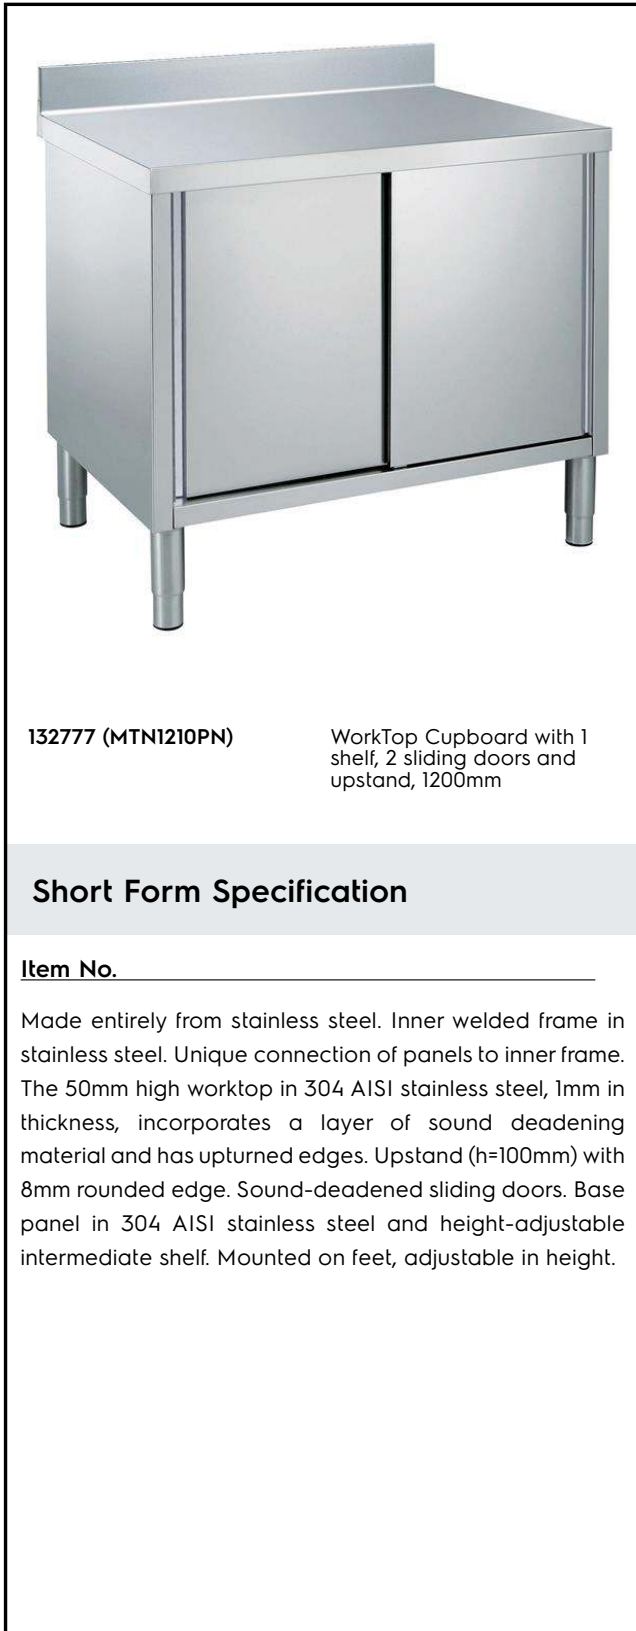 132777 (MTN1210PN)
WorkTop Cupboard with 1
shelf, 2 sliding doors and
upstand, 1200mm
Short Form Specification
Item No.
Made entirely from stainless steel. Inner welded frame in
stainless steel. Unique connection of panels to inner frame.
The 50mm high worktop in 304 AISI stainless steel, 1mm in
thickness, incorporates a layer of sound deadening
material and has upturned edges. Upstand (h=100mm) with
8mm rounded edge. Sound-deadened sliding doors. Base
panel in 304 AISI stainless steel and height-adjustable
intermediate shelf. Mounted on feet, adjustable in height.